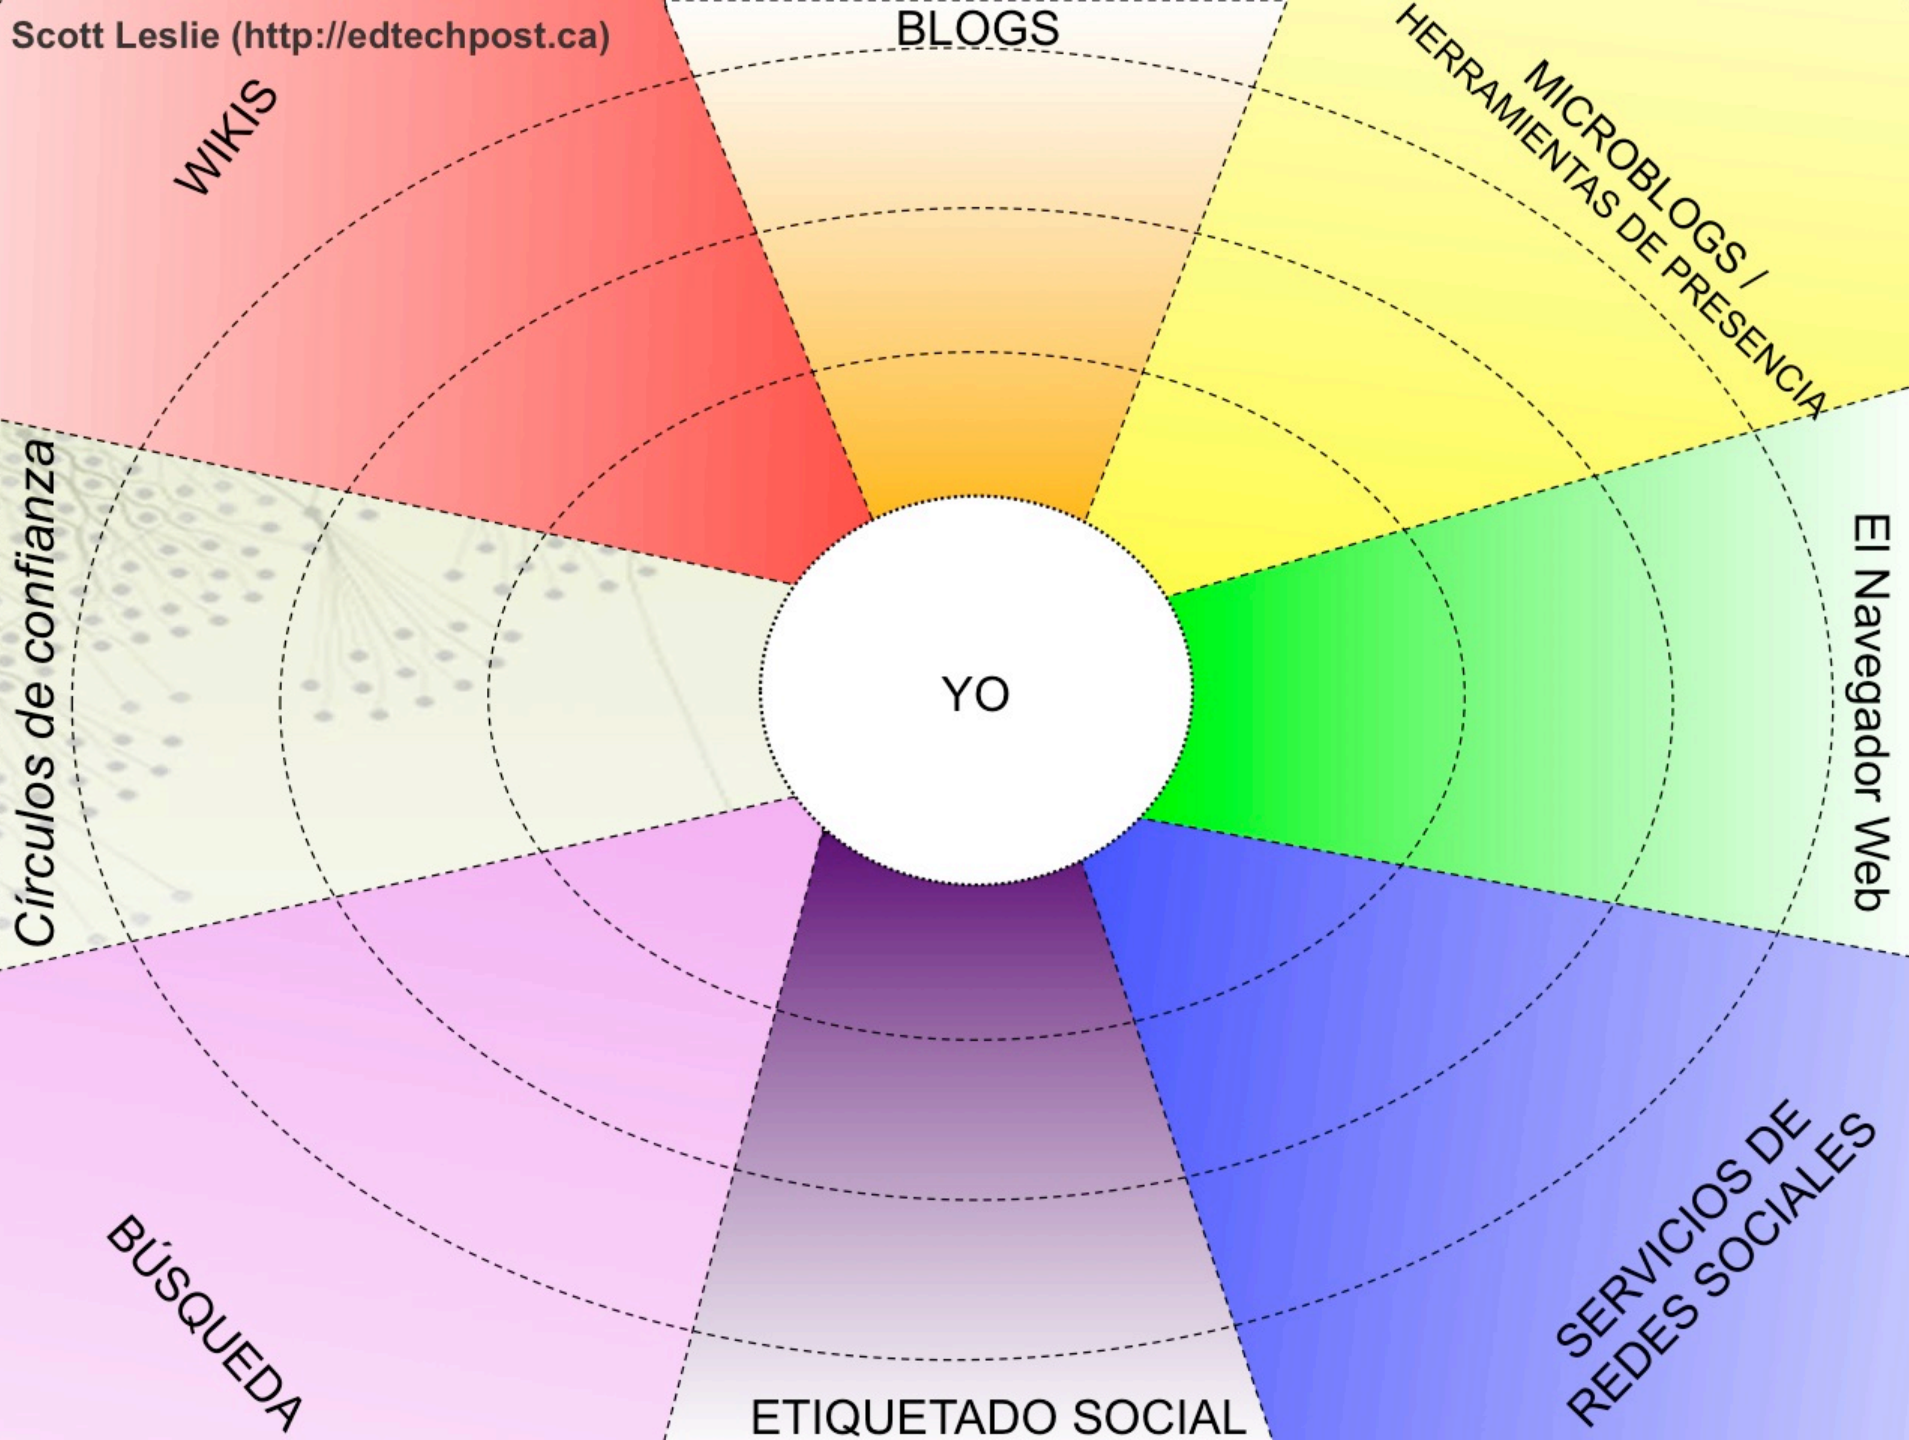 Scott Leslie (http://edtechpost.ca)
BLOGS
WIKIS
MICROBLOGS /
HERRAMIENTAS DE PRESENCIA
Círculos de confianza
YO
El Navegador Web
BÚSQUEDA
ETIQUETADO SOCIAL
SERVICIOS DE
REDES SOCIALES